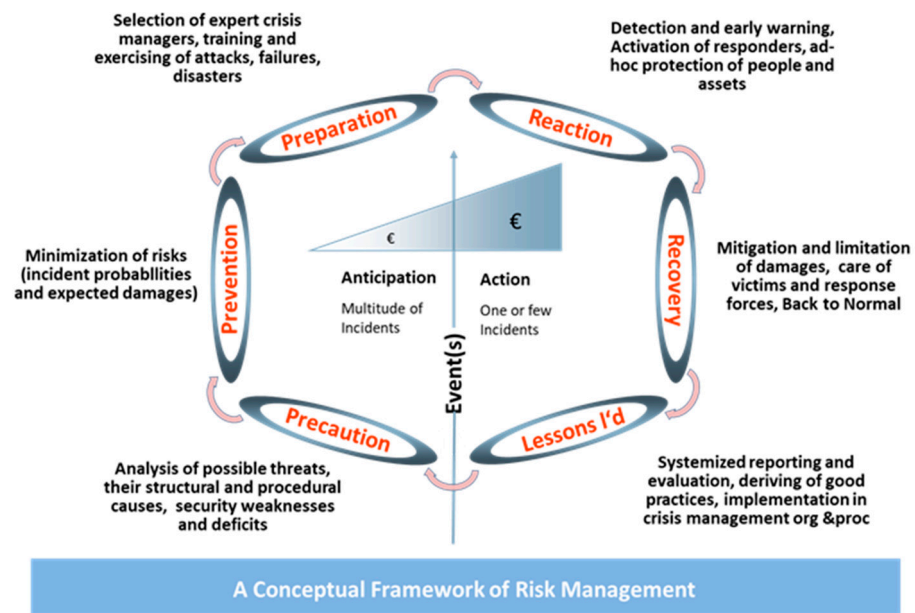 Selection of expert crisis
managers, training and
exercising of attacks, failures,
disasters
Detection and early warning,
Activation of responders, ad-
hoc protection of people and
assets
Preparation
Reaction
Prevention
Minimization of risks
(incident probabllities
and expected damages)
€
€
Anticipation
Multitude of
Incidents
Action
One or few
Incidents
Event(s)
Recovery
Mitigation and limitation
of damages, care of
victims and response
forces, Back to Normal
Precaution
Lessons l'd
Analysis of possible threats,
their structural and procedural
causes, security weaknesses
and deficits
Systemized reporting and
evaluation, deriving of good
practices, implementation in
crisis management org &proc
A Conceptual Framework of Risk Management